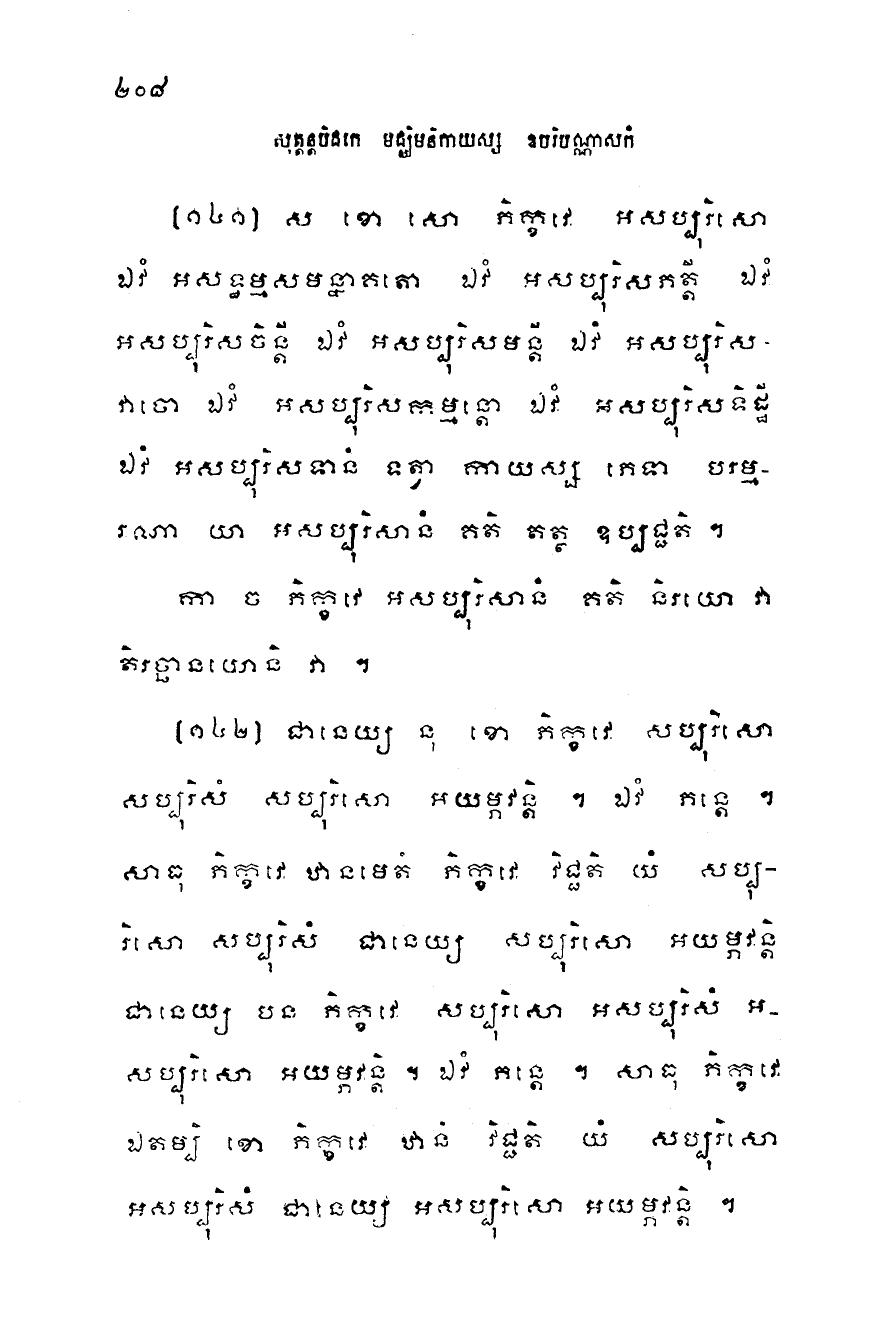 ២០៨
សុត្តន្តបិដកេ មជ្ឈិមនិកាយស្ស ឧបរិបណ្ណាសកំ
(១៤១) ស ខោ សោ ភិក្ខវេ អសប្បុរិសោ
ឯវំ អសទ្ធម្មសមន្នាគតោ ឯវំ អសប្បុរិសភត្តី ឯវំ
អសប្បុរិសចិន្តី ឯវំ អសប្បុរិសមន្តី ឯវំ អសប្បុរិស-
វាចោ ឯវំ អសប្បុរិសកម្មន្តោ ឯវំ អសប្បុរិសទិដ្ឋី
ឯវំ អសប្បុរិសទានំ ទត្វា កាយស្ស ភេទា បរម្ម-
រណា យា អសប្បុរិសានំ គតិ តត្ថ ឧប្បជ្ជតិ ។
កា ច ភិក្ខវេ អសប្បុរិសានំ គតិ និរយោ វា
តិរច្ឆានយោនិ វា ។
(១៤២) ជានេយ្យ នុ ខោ ភិក្ខវេ សប្បុរិសោ
សប្បុរិសំ សប្បុរិសោ អយម្ភវន្តិ ។ ឯវំ ភន្តេ ។
សាធុ ភិក្ខវេ ឋានមេតំ ភិក្ខវេ វិជ្ជតិ យំ សប្បុ-
រិសោ សប្បុរិសំ ជានេយ្យ សប្បុរិសោ អយម្ភវន្តិ
ជានេយ្យ បន ភិក្ខវេ សប្បុរិសោ អសប្បុរិសំ អ-
សប្បុរិសោ អយម្ភវន្តិ ។ ឯវំ ភន្តេ ។ សាធុ ភិក្ខវេ
ឯតម្បិ ខោ ភិក្ខវេ ឋានំ វិជ្ជតិ យំ សប្បុរិសោ
អសប្បុរិសំ ជានេយ្យ អសប្បុរិសោ អយម្ភវន្តិ ។